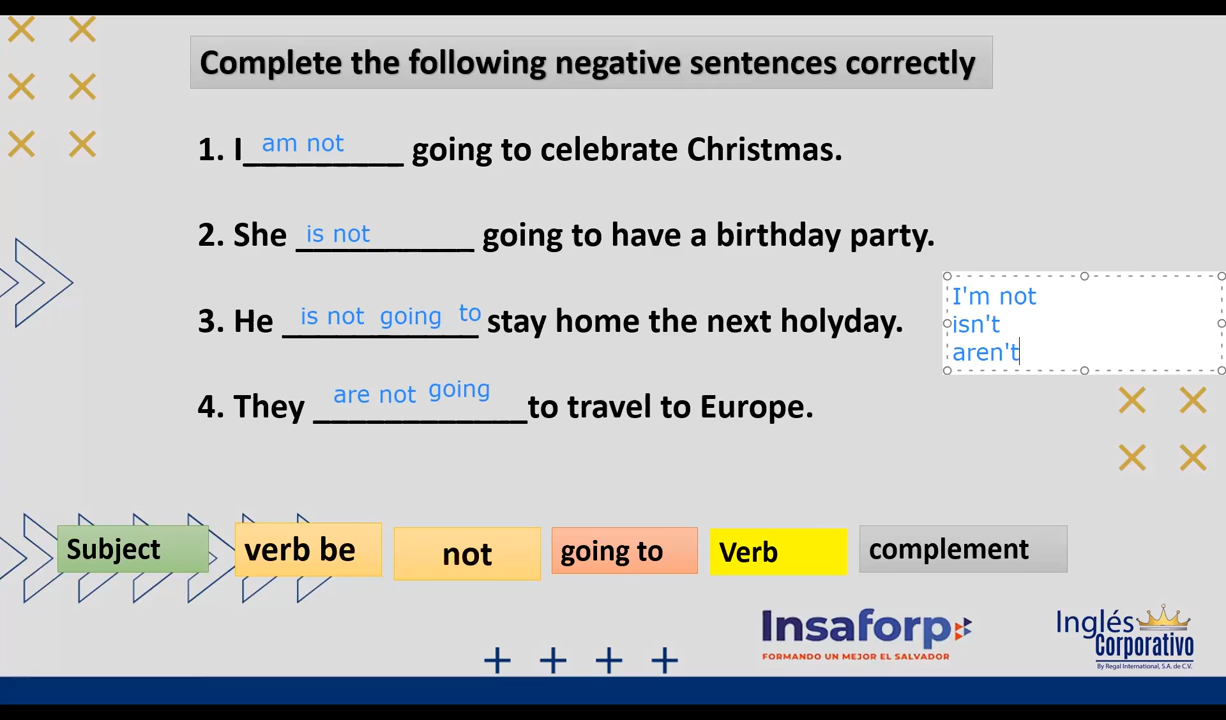 Complete the following negative sentences correctly
1. I am not going to celebrate Christmas.
2. She is not going to have a birthday party.
3. He is not going to stay home the next holyday.
I'm not
isn't
aren't
4. They are not going to travel to Europe.
Subject verb be not going to Verb complement
Insaforp
FORMANDO UN MEJOR EL SALVADOR
Inglés
Corporativo
By Regal International, S.A. de C.V.